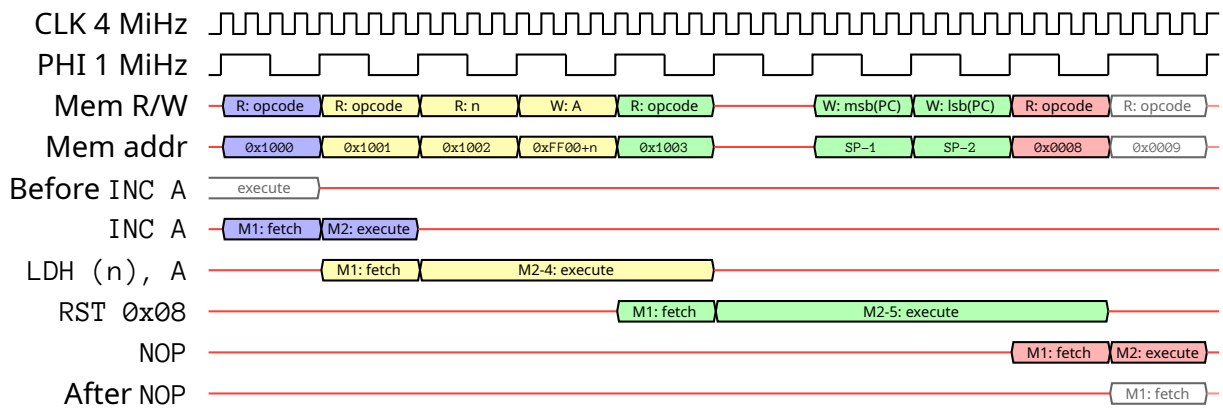 CLK 4 MiHz
PHI 1 MiHz
Mem R/W R: opcode R: opcode R: n W: A R: opcode W: msb(PC) W: lsb(PC) R: opcode R: opcode
Mem addr 0x1000 0x1001 0x1002 0xFF00+n 0x1003 SP-1 SP-2 0x0008 0x0009
Before INC A execute
INC A M1: fetch M2: execute
LDH (n), A M1: fetch M2-4: execute
RST 0x08 M1: fetch M2-5: execute
NOP M1: fetch M2: execute
After NOP M1: fetch